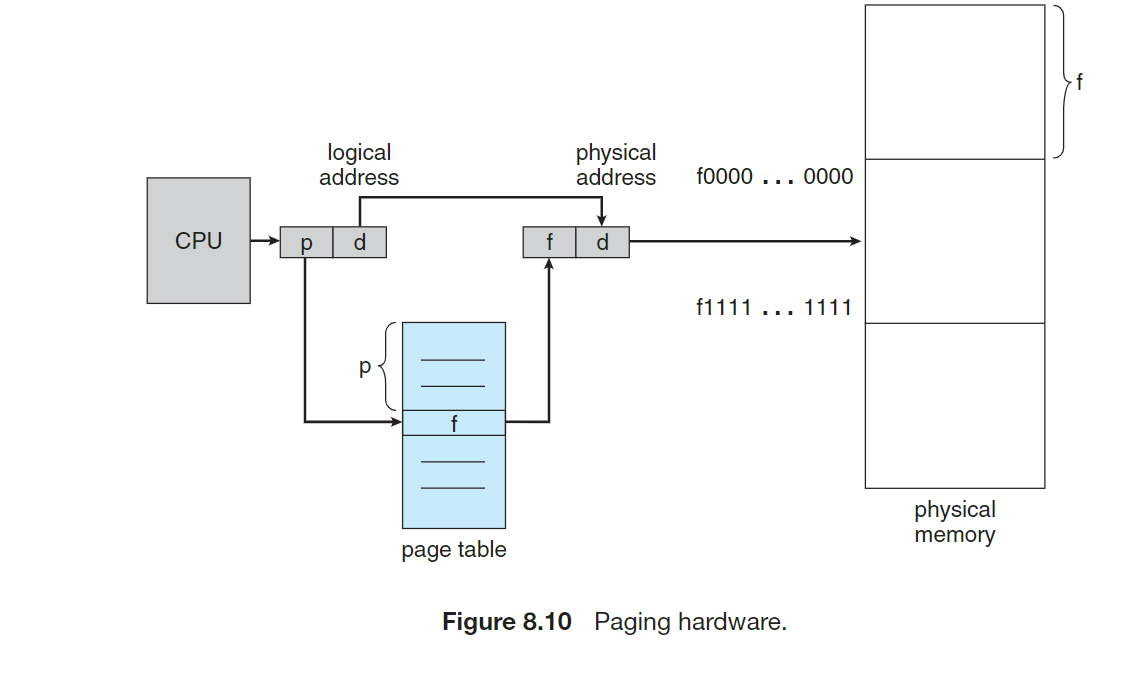 f
logical
address
physical
address
f0000 ... 0000
CPU
p
d
f
d
f1111 ... 1111
p
f
page table
physical
memory
Figure 8.10 Paging hardware.